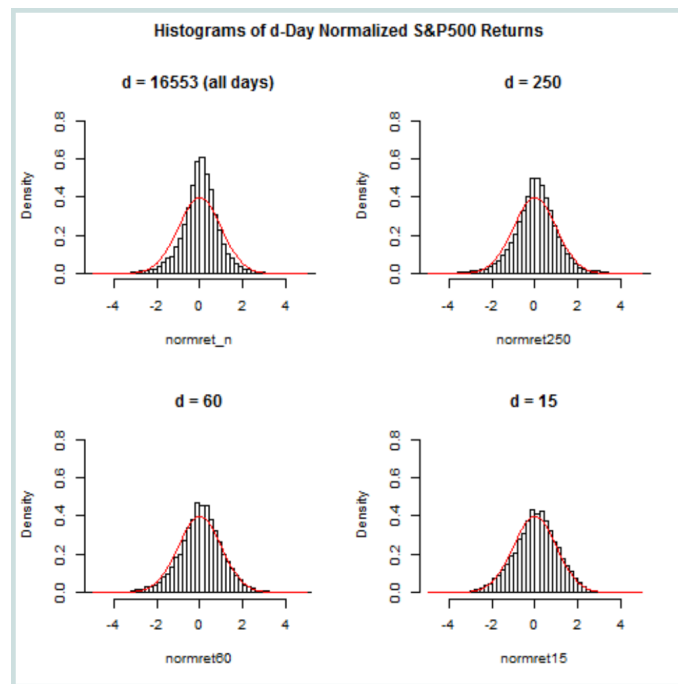 Histograms of d-Day Normalized S&P500 Returns
d = 16553 (all days)
Density
0.0 0.2 0.4 0.6 0.8
-4 -2 0 2 4
normret_n
d = 250
Density
0.0 0.2 0.4 0.6 0.8
-4 -2 0 2 4
normret250
d = 60
Density
0.0 0.2 0.4 0.6 0.8
-4 -2 0 2 4
normret60
d = 15
Density
0.0 0.2 0.4 0.6 0.8
-4 -2 0 2 4
normret15